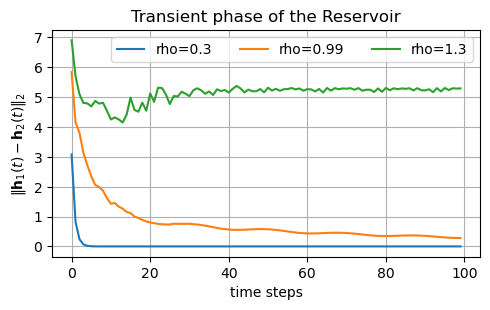 Transient phase of the Reservoir
rho=0.3 rho=0.99 rho=1.3
7
6
5
4
3
2
1
0
‖h₁(t) − h₂(t)‖₂
0 20 40 60 80 100
time steps